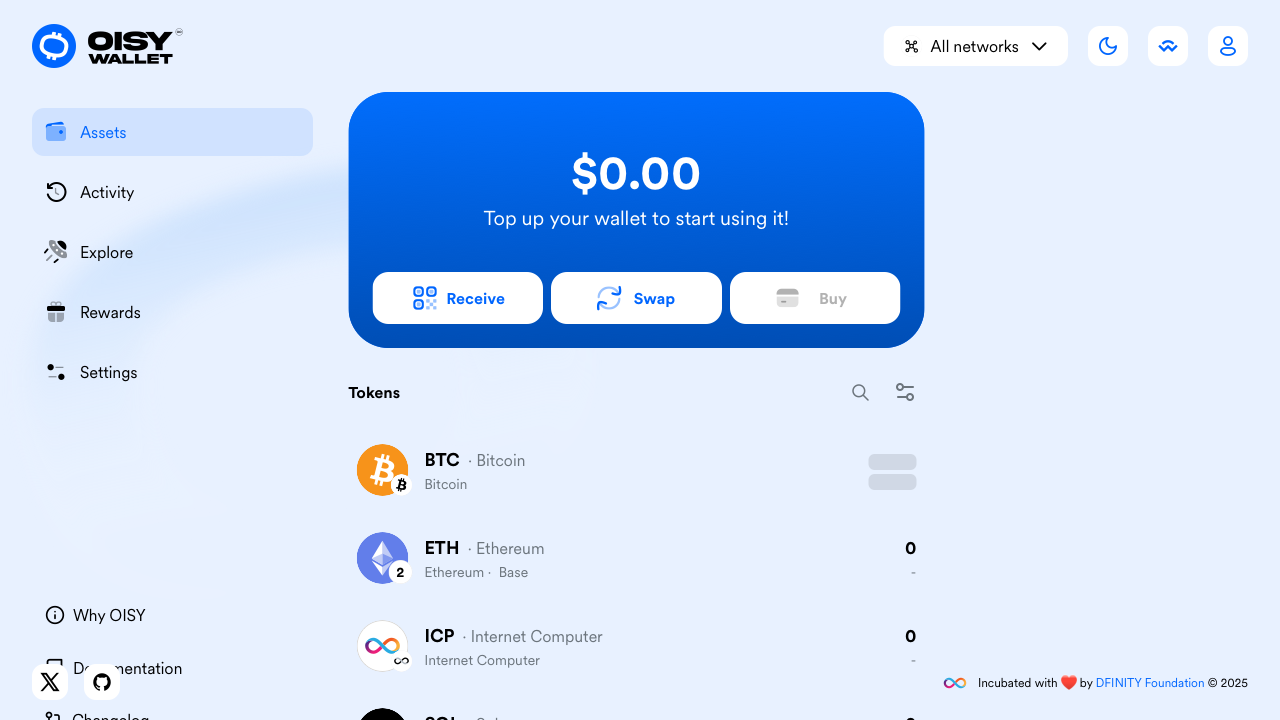 OISY
WALLET
All networks
Assets
Activity
Explore
Rewards
Settings
$0.00
Top up your wallet to start using it!
Receive
Swap
Buy
Tokens
BTC · Bitcoin
Bitcoin
ETH · Ethereum
0
2
Ethereum · Base
-
ICP · Internet Computer
0
Internet Computer
-
Why OISY
Documentation
Changelog
Incubated with ❤️ by DFINITY Foundation © 2025